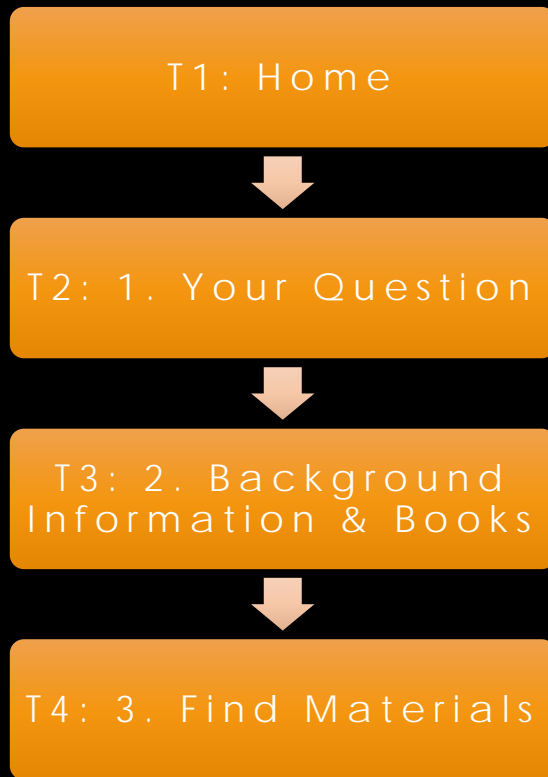 T1: Home
T2: 1. Your Question
T3: 2. Background
Information & Books
T4: 3. Find Materials